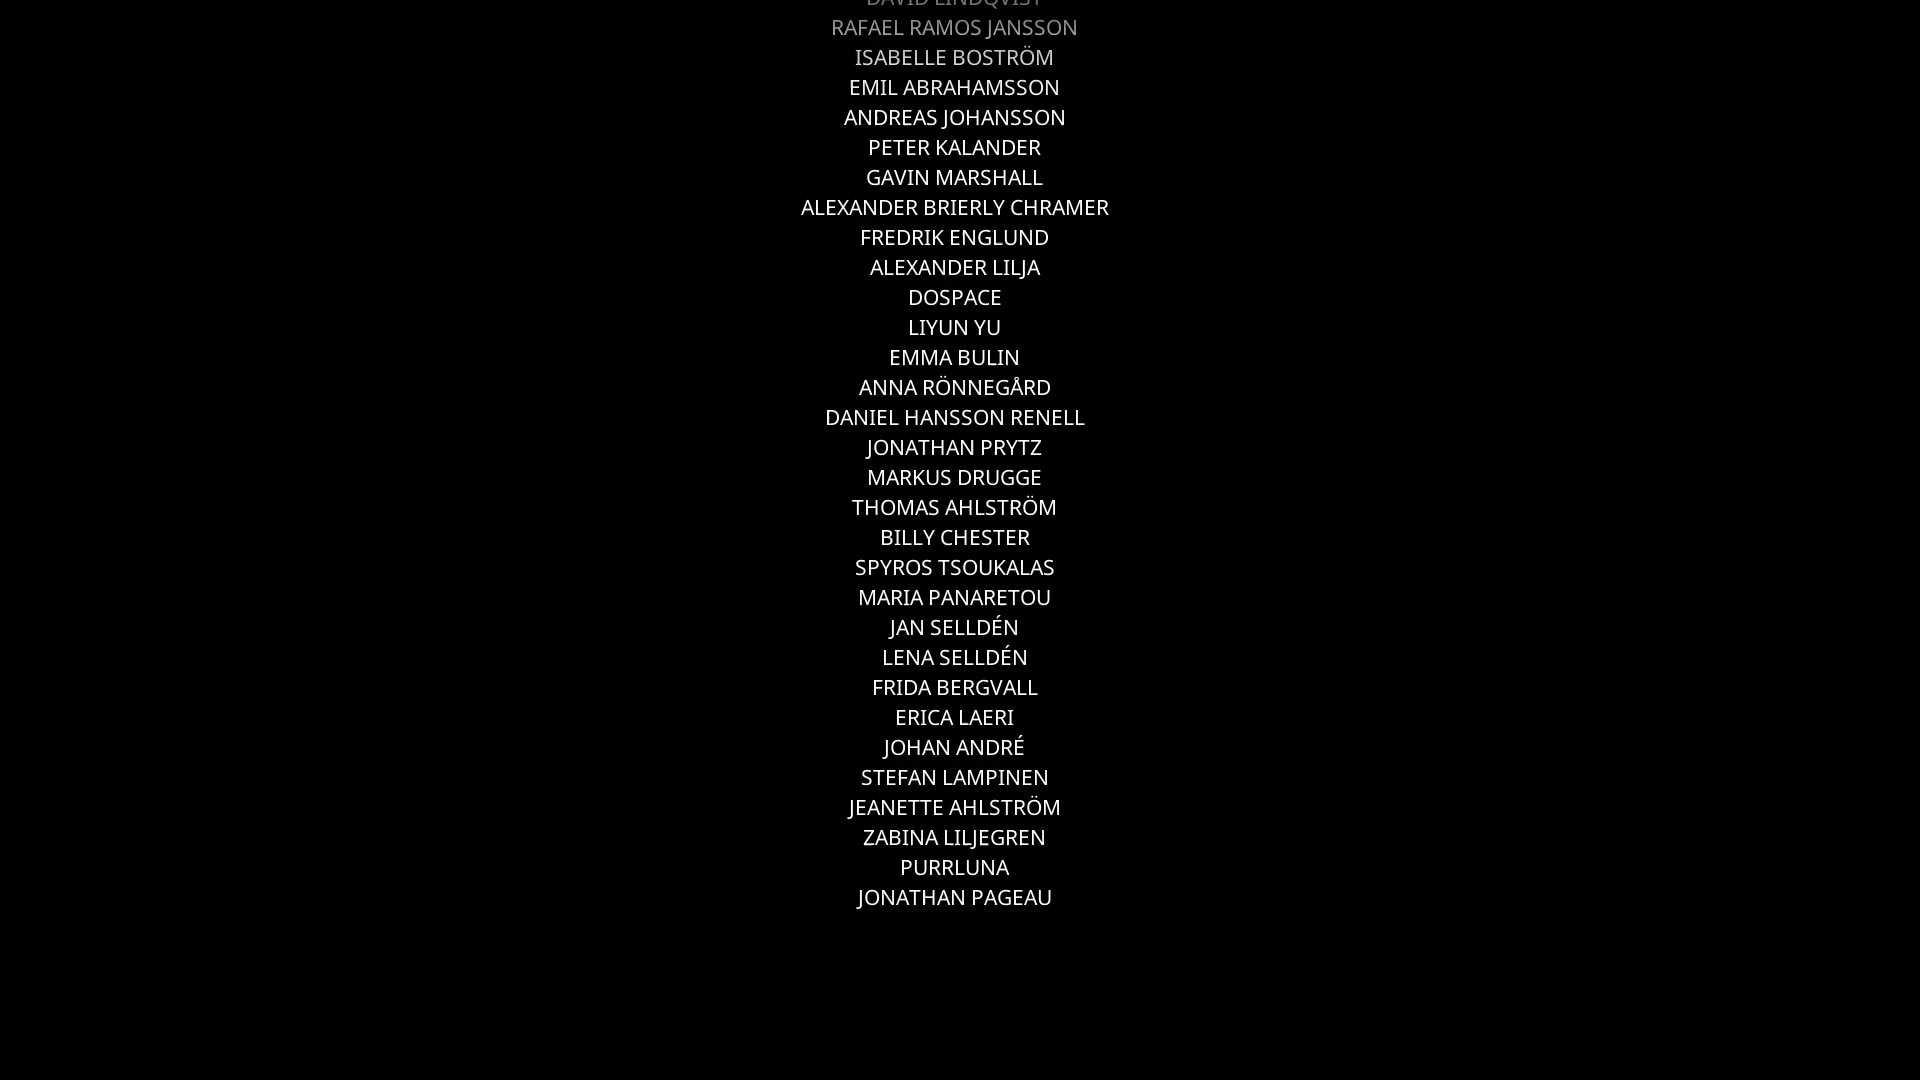 DAVID LINDQVIST
RAFAEL RAMOS JANSSON
ISABELLE BOSTRÖM
EMIL ABRAHAMSSON
ANDREAS JOHANSSON
PETER KALANDER
GAVIN MARSHALL
ALEXANDER BRIERLY CHRAMER
FREDRIK ENGLUND
ALEXANDER LILJA
DOSPACE
LIYUN YU
EMMA BULIN
ANNA RÖNNEGÅRD
DANIEL HANSSON RENELL
JONATHAN PRYTZ
MARKUS DRUGGE
THOMAS AHLSTRÖM
BILLY CHESTER
SPYROS TSOUKALAS
MARIA PANARETOU
JAN SELLDÉN
LENA SELLDÉN
FRIDA BERGVALL
ERICA LAERI
JOHAN ANDRÉ
STEFAN LAMPINEN
JEANETTE AHLSTRÖM
ZABINA LILJEGREN
PURRLUNA
JONATHAN PAGEAU